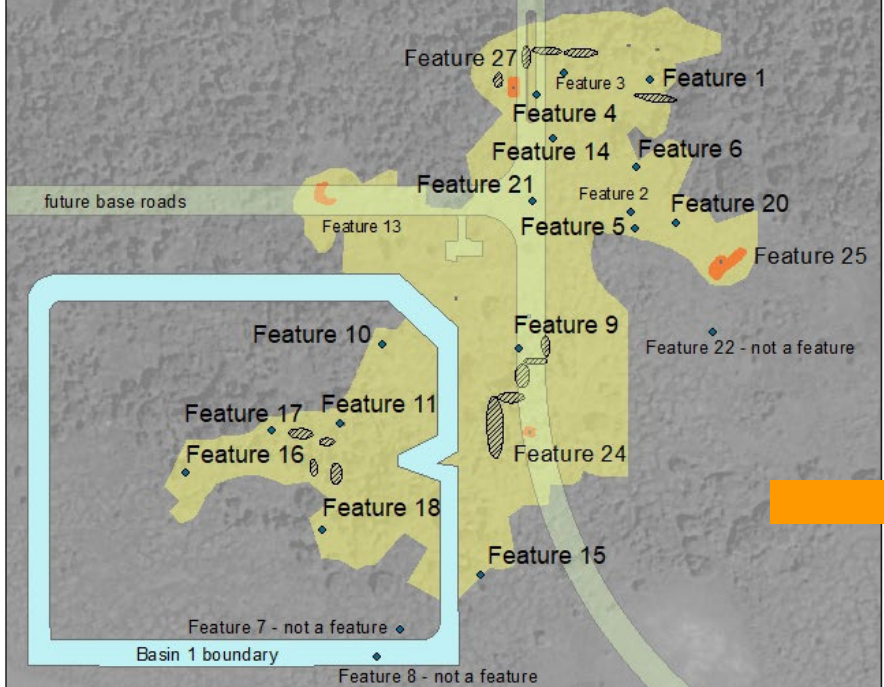 Feature 27
Feature 3
Feature 1
Feature 4
Feature 14
Feature 6
Feature 21
Feature 2
Feature 20
future base roads
Feature 13
Feature 5
Feature 25
Feature 10
Feature 9
Feature 22 - not a feature
Feature 17
Feature 11
Feature 16
Feature 24
Feature 18
Feature 15
Feature 7 - not a feature
Basin 1 boundary
Feature 8 - not a feature